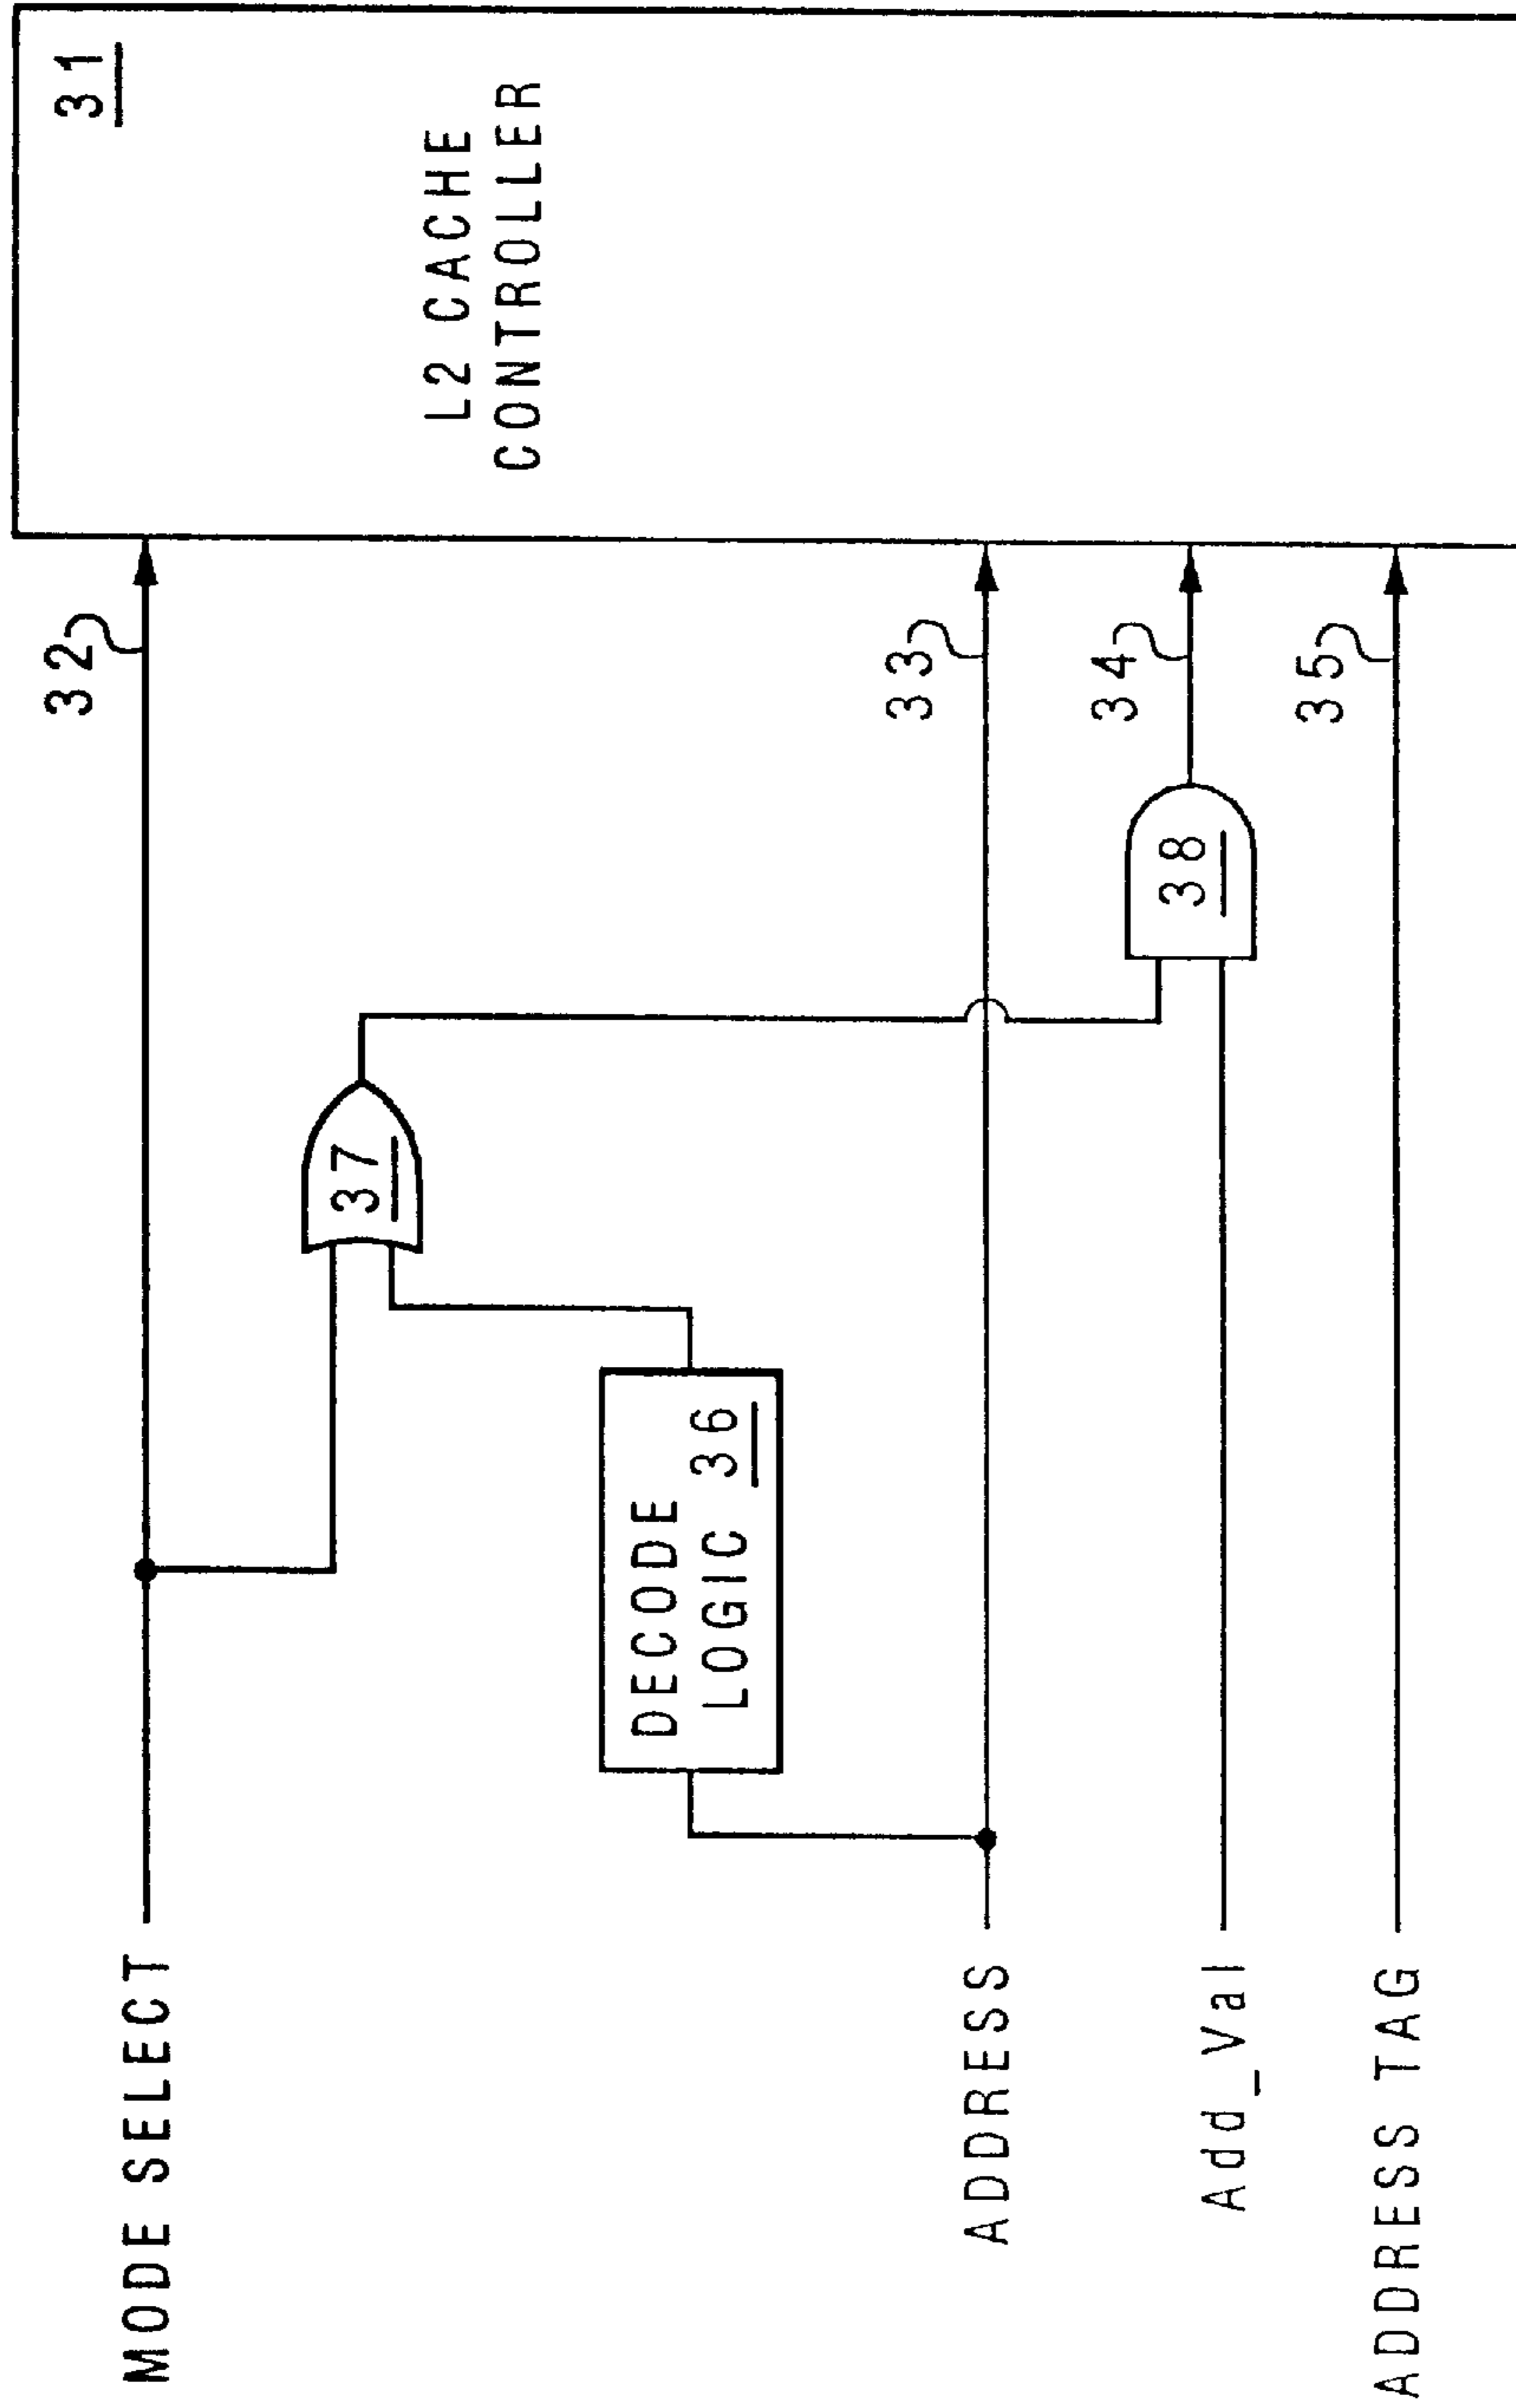 31
L2 CACHE
CONTROLLER
32
33
34
35
37
38
DECODE
LOGIC 36
MODE SELECT
ADDRESS
Add_Val
ADDRESS TAG